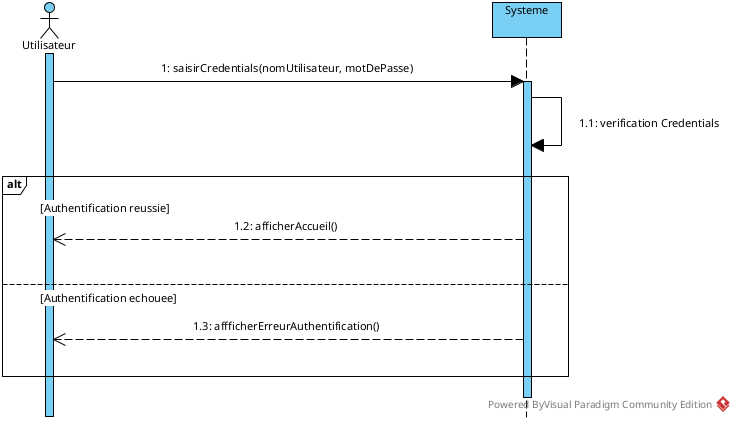 Systeme
Utilisateur
1: saisirCredentials(nomUtilisateur, motDePasse)
1.1: verification Credentials
alt
[Authentification reussie]
1.2: afficherAccueil()
[Authentification echouee]
1.3: affficherErreurAuthentification()
Powered ByVisual Paradigm Community Edition